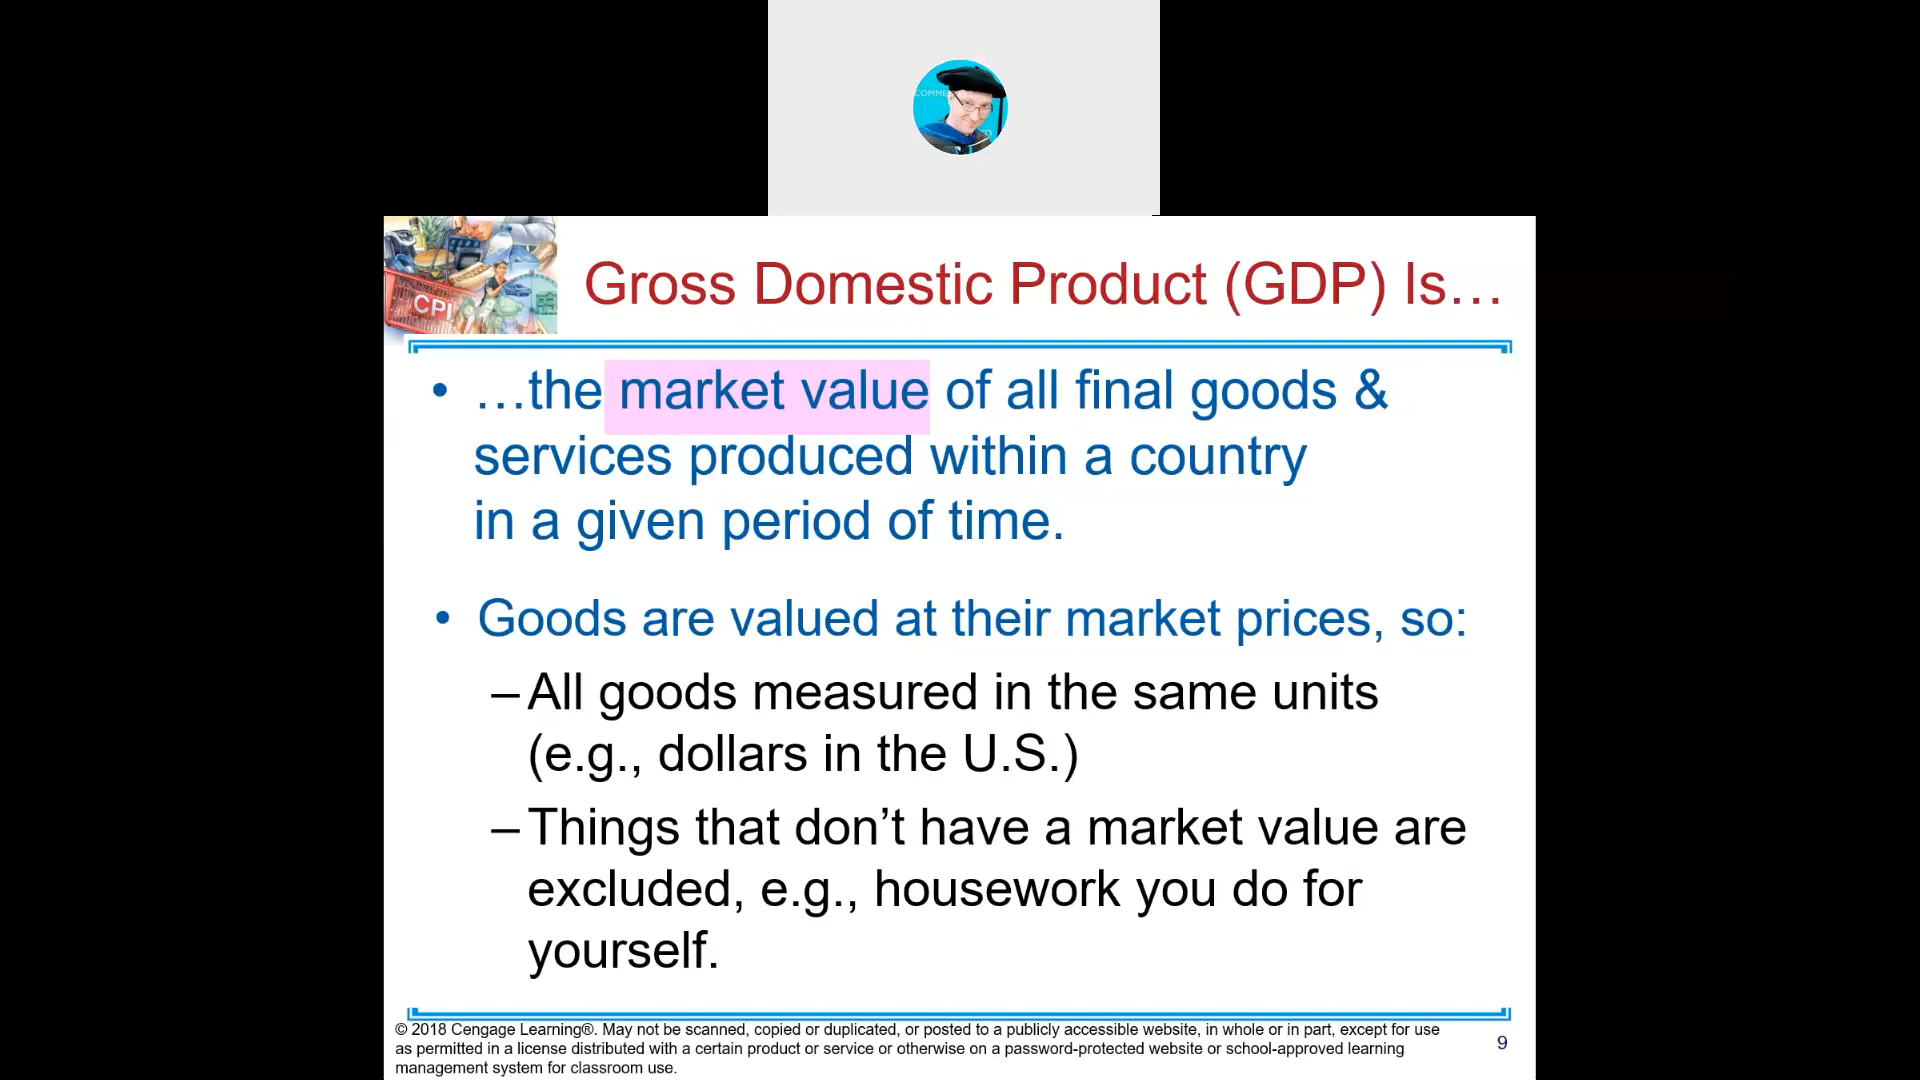 COMME
CPI
Gross Domestic Product (GDP) Is…
• …the market value of all final goods &
services produced within a country
in a given period of time.
• Goods are valued at their market prices, so:
– All goods measured in the same units
(e.g., dollars in the U.S.)
– Things that don’t have a market value are
excluded, e.g., housework you do for
yourself.
© 2018 Cengage Learning®. May not be scanned, copied or duplicated, or posted to a publicly accessible website, in whole or in part, except for use
as permitted in a license distributed with a certain product or service or otherwise on a password-protected website or school-approved learning
management system for classroom use.
9